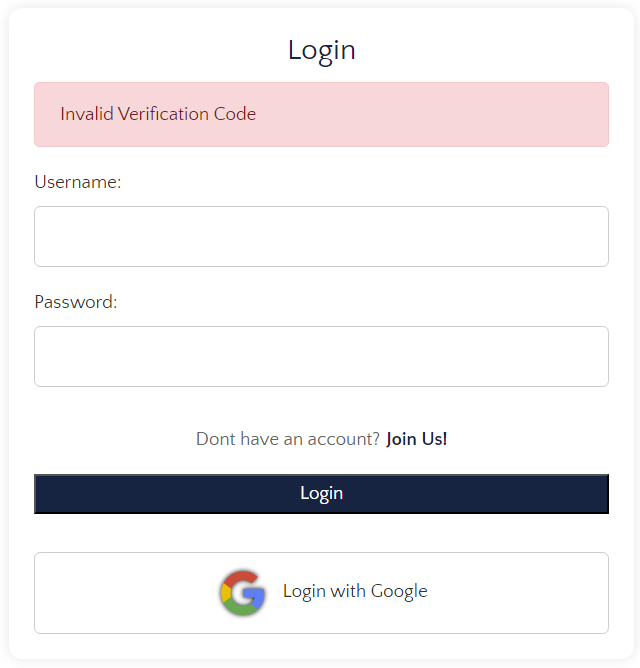 Login
Invalid Verification Code
Username:
Password:
Dont have an account? Join Us!
Login
Login with Google